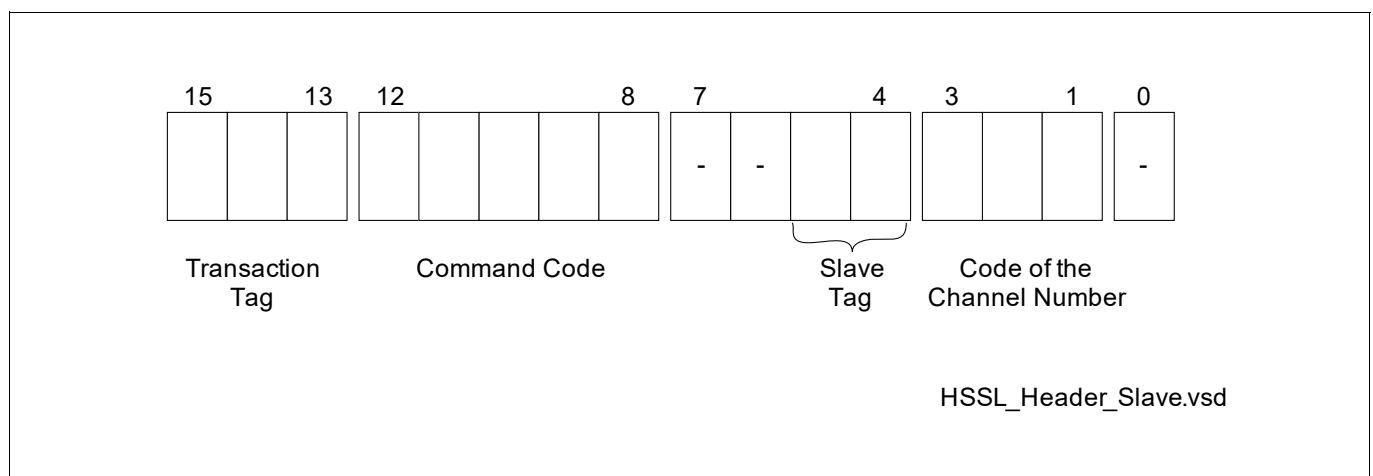 15 13 12 8 7 4 3 1 0
- - -
Transaction Tag
Command Code
Slave Tag
Code of the Channel Number
HSSL_Header_Slave.vsd